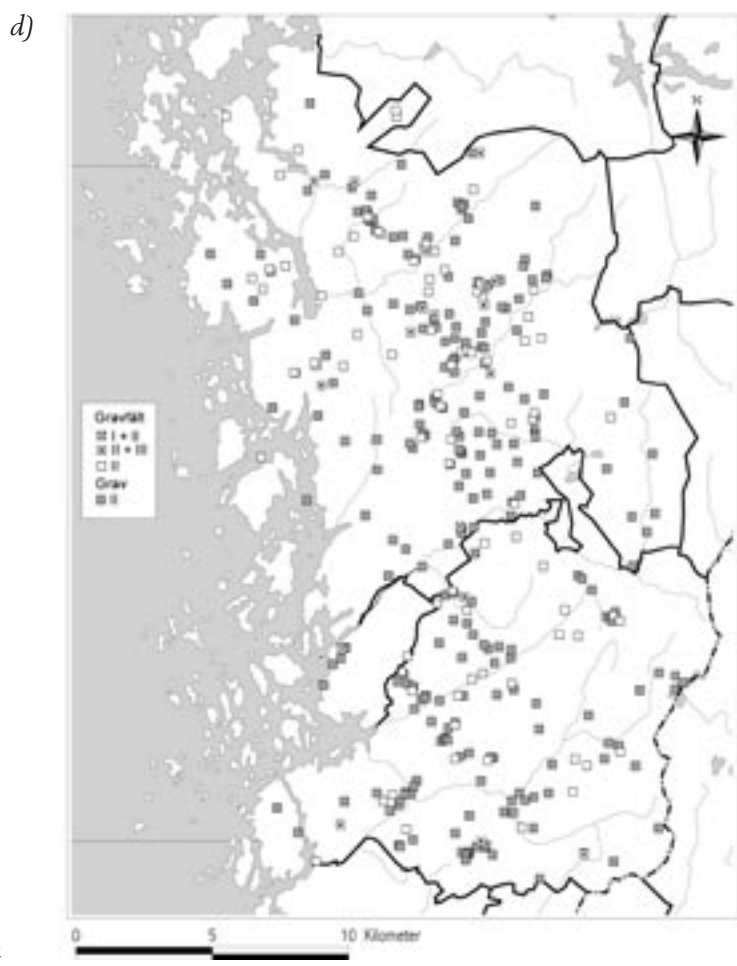 d)
N
Gravfält
I + II
II + III
II
Grav
II
0 5 10 Kilometer